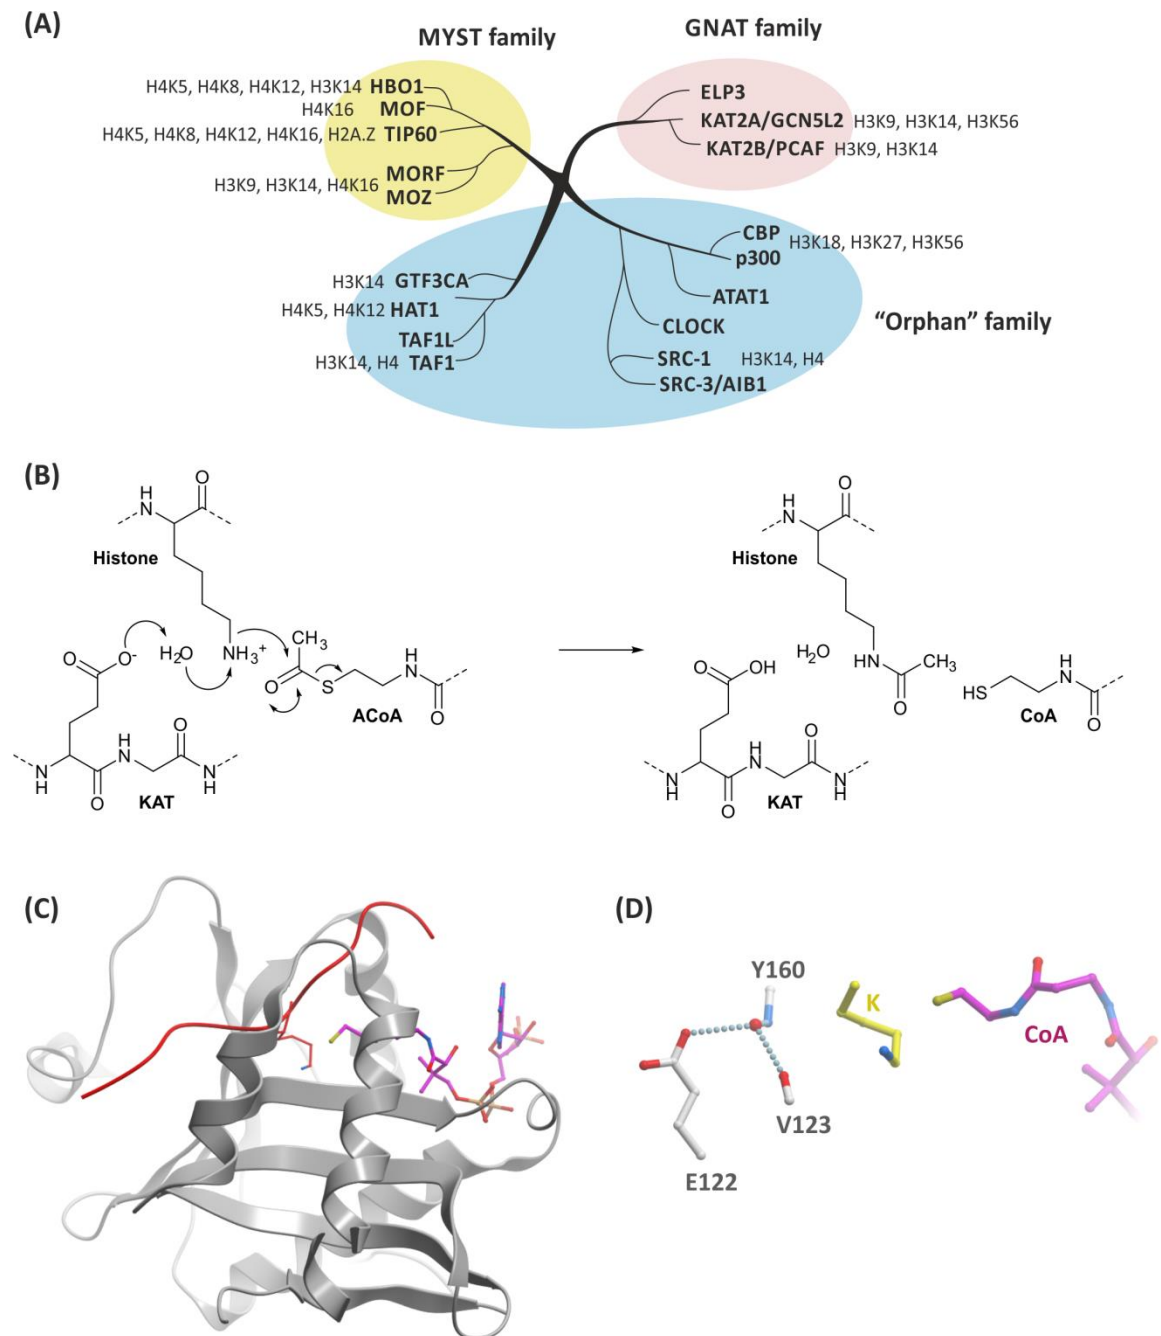 (A)
MYST family
GNAT family
H4K5, H4K8, H4K12, H3K14 HBO1
H4K16 MOF
H4K5, H4K8, H4K12, H4K16, H2A.Z TIP60
H3K9, H3K14, H4K16 MORF
MOZ
ELP3
KAT2A/GCN5L2 H3K9, H3K14, H3K56
KAT2B/PCAF H3K9, H3K14
CBP H3K18, H3K27, H3K56
p300
ATAT1
CLOCK
SRC-1 H3K14, H4
SRC-3/AIB1
"Orphan" family
H3K14 GTF3CA
H4K5, H4K12 HAT1
TAF1L
H3K14, H4 TAF1
(B)
H
N
O
Histone
O
O-
H2O
NH3+
CH3
O
S
H
N
O
ACoA
N
H
O
H
N
O
N
H
KAT
H
N
O
Histone
O
OH
H2O
HN
CH3
O
HS
H
N
O
CoA
N
H
O
H
N
O
N
H
KAT
(C)
(D)
Y160
K
CoA
V123
E122